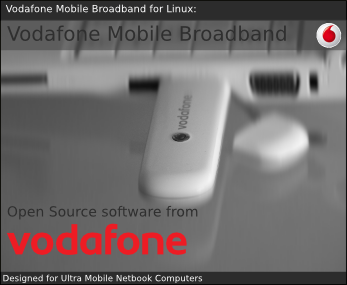 Vodafone Mobile Broadband for Linux:
Vodafone Mobile Broadband
vodafone
Open Source software from
vodafone
Designed for Ultra Mobile Netbook Computers